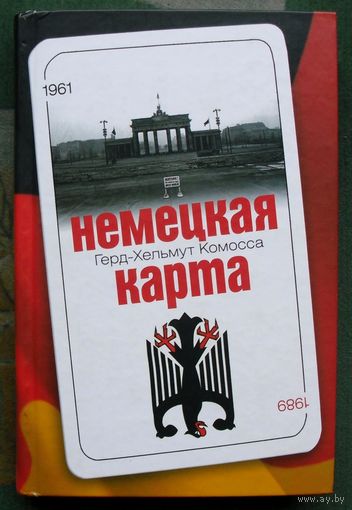 1961
немецкая
Герд-Хельмут Комосса
карта
1989
www.ay.by